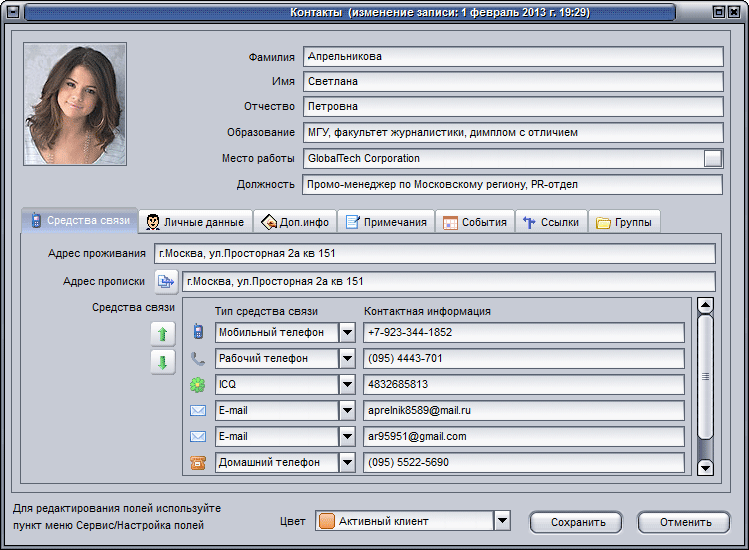 Контакты (изменение записи: 1 февраль 2013 г. 19:29)
Фамилия Апрельникова
Имя Светлана
Отчество Петровна
Образование МГУ, факультет журналистики, димплом с отличием
Место работы GlobalTech Corporation
Должность Промо-менеджер по Московскому региону, PR-отдел
Средства связи Личные данные Доп.инфо Примечания События Ссылки Группы
Адрес проживания г.Москва, ул.Просторная 2а кв 151
Адрес прописки г.Москва, ул.Просторная 2а кв 151
Средства связи Тип средства связи Контактная информация
Мобильный телефон +7-923-344-1852
Рабочий телефон (095) 4443-701
ICQ 4832685813
E-mail aprelnik8589@mail.ru
E-mail ar95951@gmail.com
Домашний телефон (095) 5522-5690
Для редактирования полей используйте
пункт меню Сервис/Настройка полей
Цвет Активный клиент Сохранить Отменить